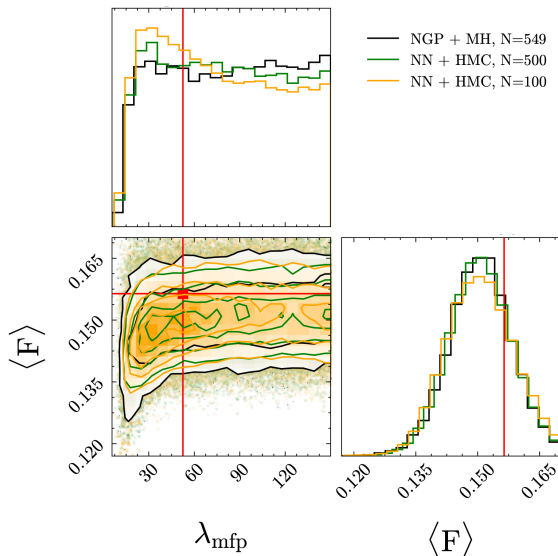 NGP + MH, N=549
NN + HMC, N=500
NN + HMC, N=100
0.165
0.150
0.135
0.120
⟨F⟩
30
60
90
120
λmfp
0.120
0.135
0.150
0.165
⟨F⟩